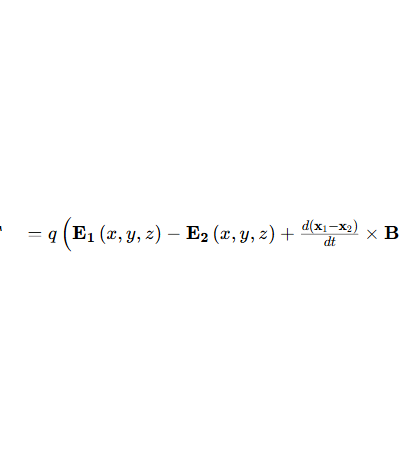 = q ( E₁ (x, y, z) − E₂ (x, y, z) + d(x₁−x₂)/dt × B